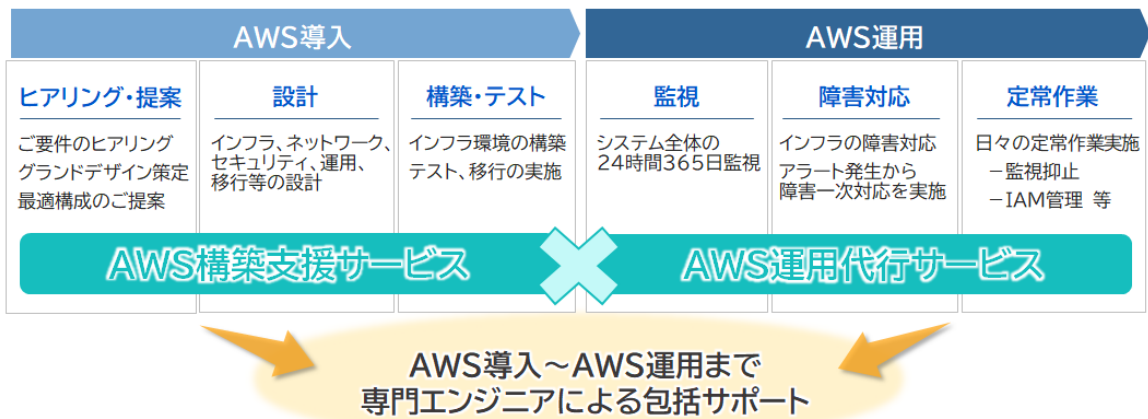 AWS導入
AWS運用
ヒアリング・提案
ご要件のヒアリング
グランドデザイン策定
最適構成のご提案
設計
インフラ、ネットワーク、
セキュリティ、運用、
移行等の設計
構築・テスト
インフラ環境の構築
テスト、移行の実施
監視
システム全体の
24時間365日監視
障害対応
インフラの障害対応
アラート発生から
障害一次対応を実施
定常作業
日々の定常作業実施
－監視抑止
－IAM管理 等
AWS構築支援サービス
AWS運用代行サービス
AWS導入～AWS運用まで
専門エンジニアによる包括サポート